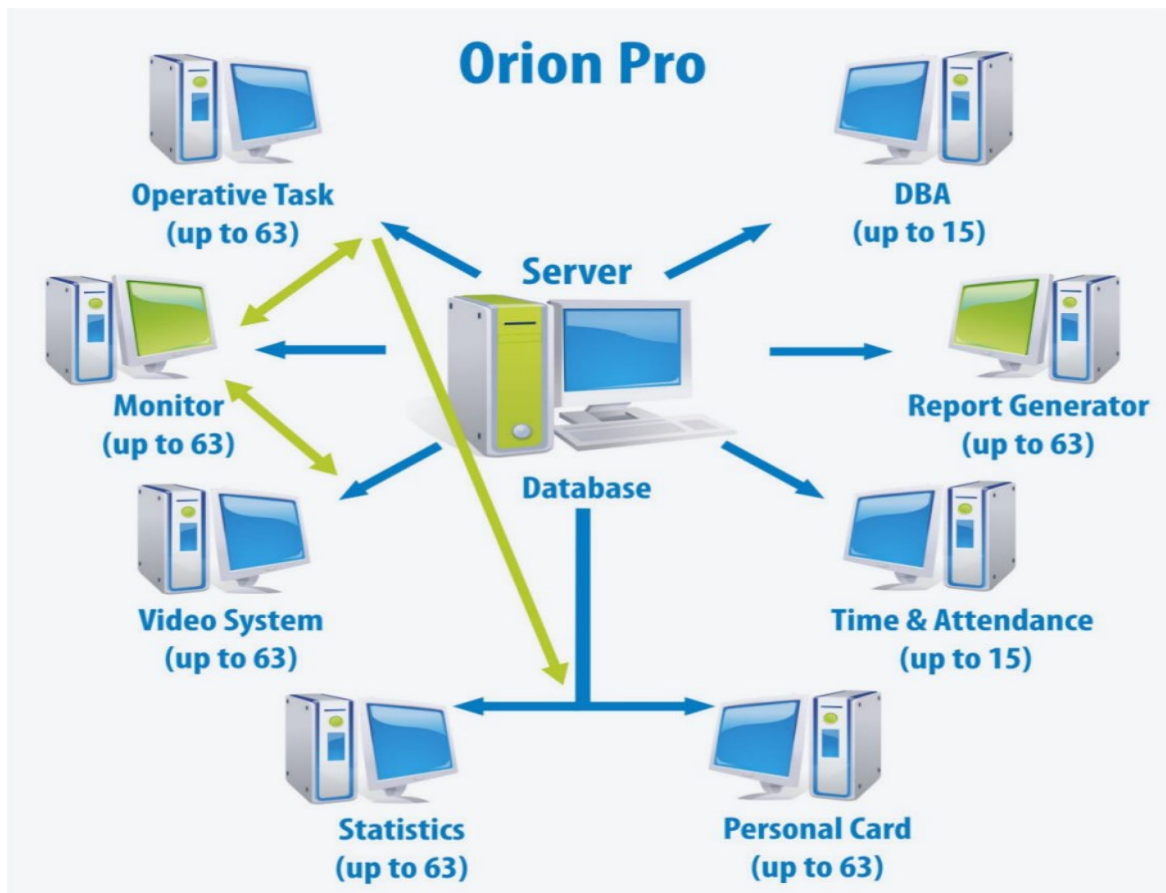 Orion Pro
Operative Task
(up to 63)
DBA
(up to 15)
Server
Monitor
(up to 63)
Report Generator
(up to 63)
Database
Video System
(up to 63)
Time & Attendance
(up to 15)
Statistics
(up to 63)
Personal Card
(up to 63)